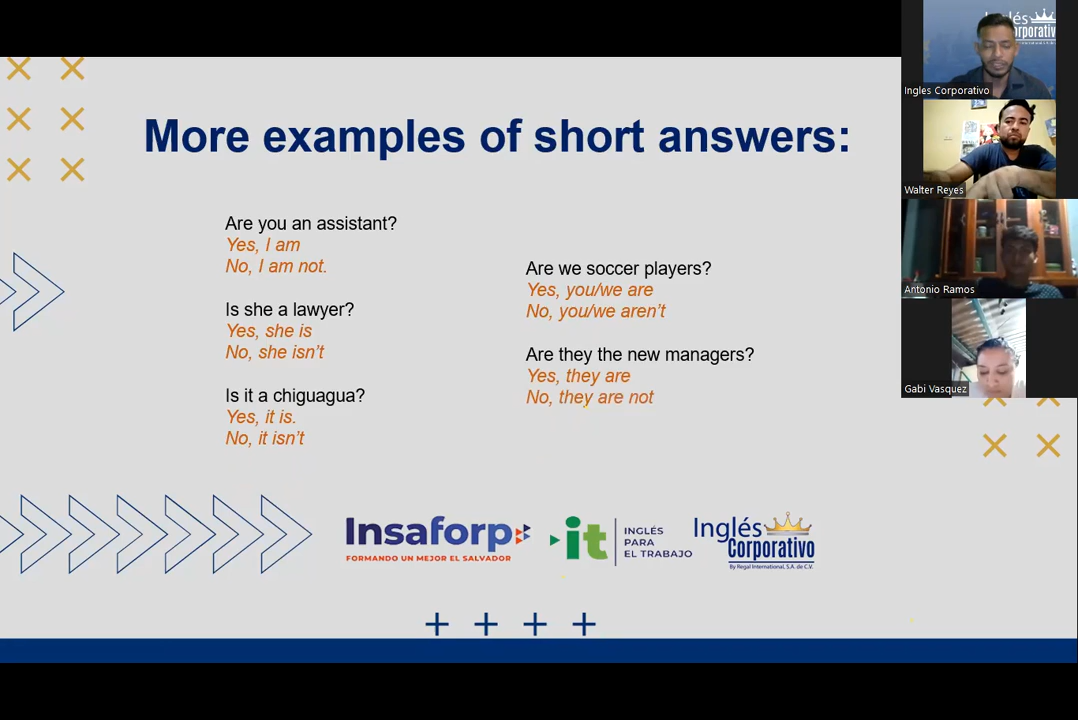 More examples of short answers:
Are you an assistant?
Yes, I am
No, I am not.
Is she a lawyer?
Yes, she is
No, she isn't
Is it a chiguagua?
Yes, it is.
No, it isn't
Are we soccer players?
Yes, you/we are
No, you/we aren't
Are they the new managers?
Yes, they are
No, they are not
Insaforp
FORMANDO UN MEJOR EL SALVADOR
it
INGLÉS
PARA
EL TRABAJO
Inglés
Corporativo
By Regal International, S.A. de C.V.
Inglés
Corporativo
Ingles Corporativo
Walter Reyes
Antonio Ramos
Gabi Vasquez